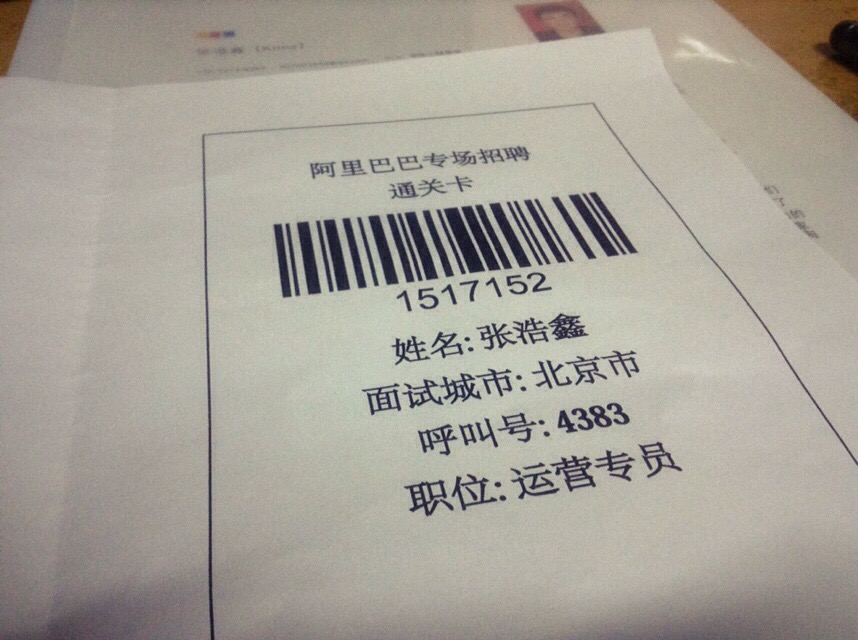 阿里巴巴专场招聘
通关卡
1517152
姓名:张浩鑫
面试城市:北京市
呼叫号:4383
职位:运营专员